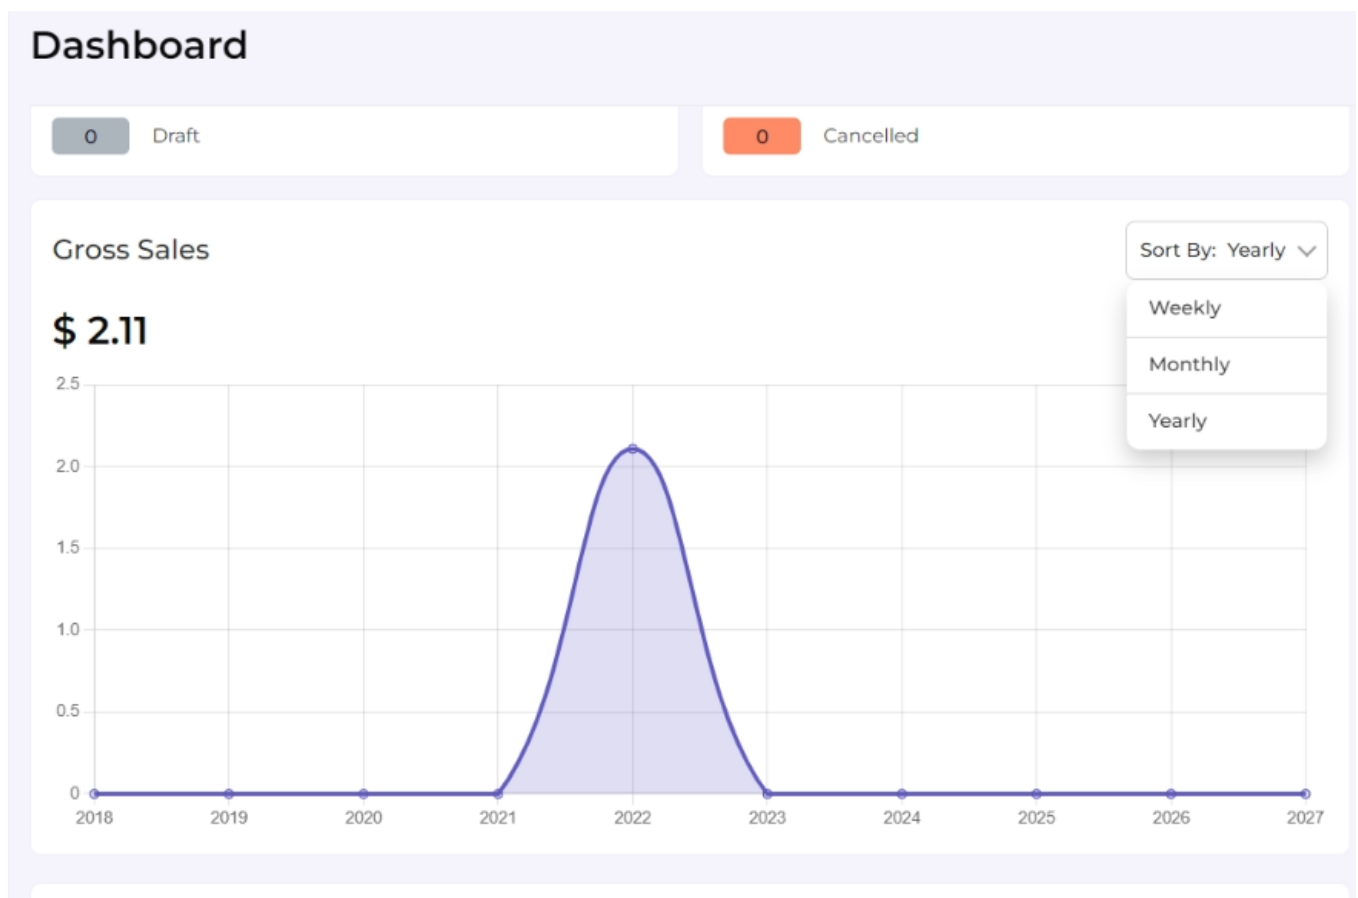 Dashboard
0 Draft
0 Cancelled
Gross Sales
Sort By: Yearly
$ 2.11
Weekly
Monthly
Yearly
2.5
2.0
1.5
1.0
0.5
0
2018 2019 2020 2021 2022 2023 2024 2025 2026 2027